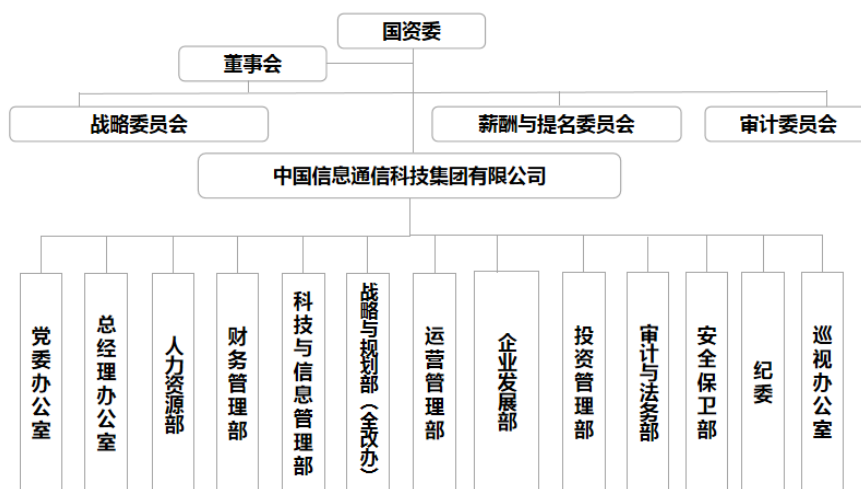 国资委
董事会
战略委员会
薪酬与提名委员会
审计委员会
中国信息通信科技集团有限公司
党委办公室
总经理办公室
人力资源部
财务管理部
科技与信息管理部
战略与规划部（全改办）
运营管理部
企业发展部
投资管理部
审计与法务部
安全保卫部
纪委
巡视办公室